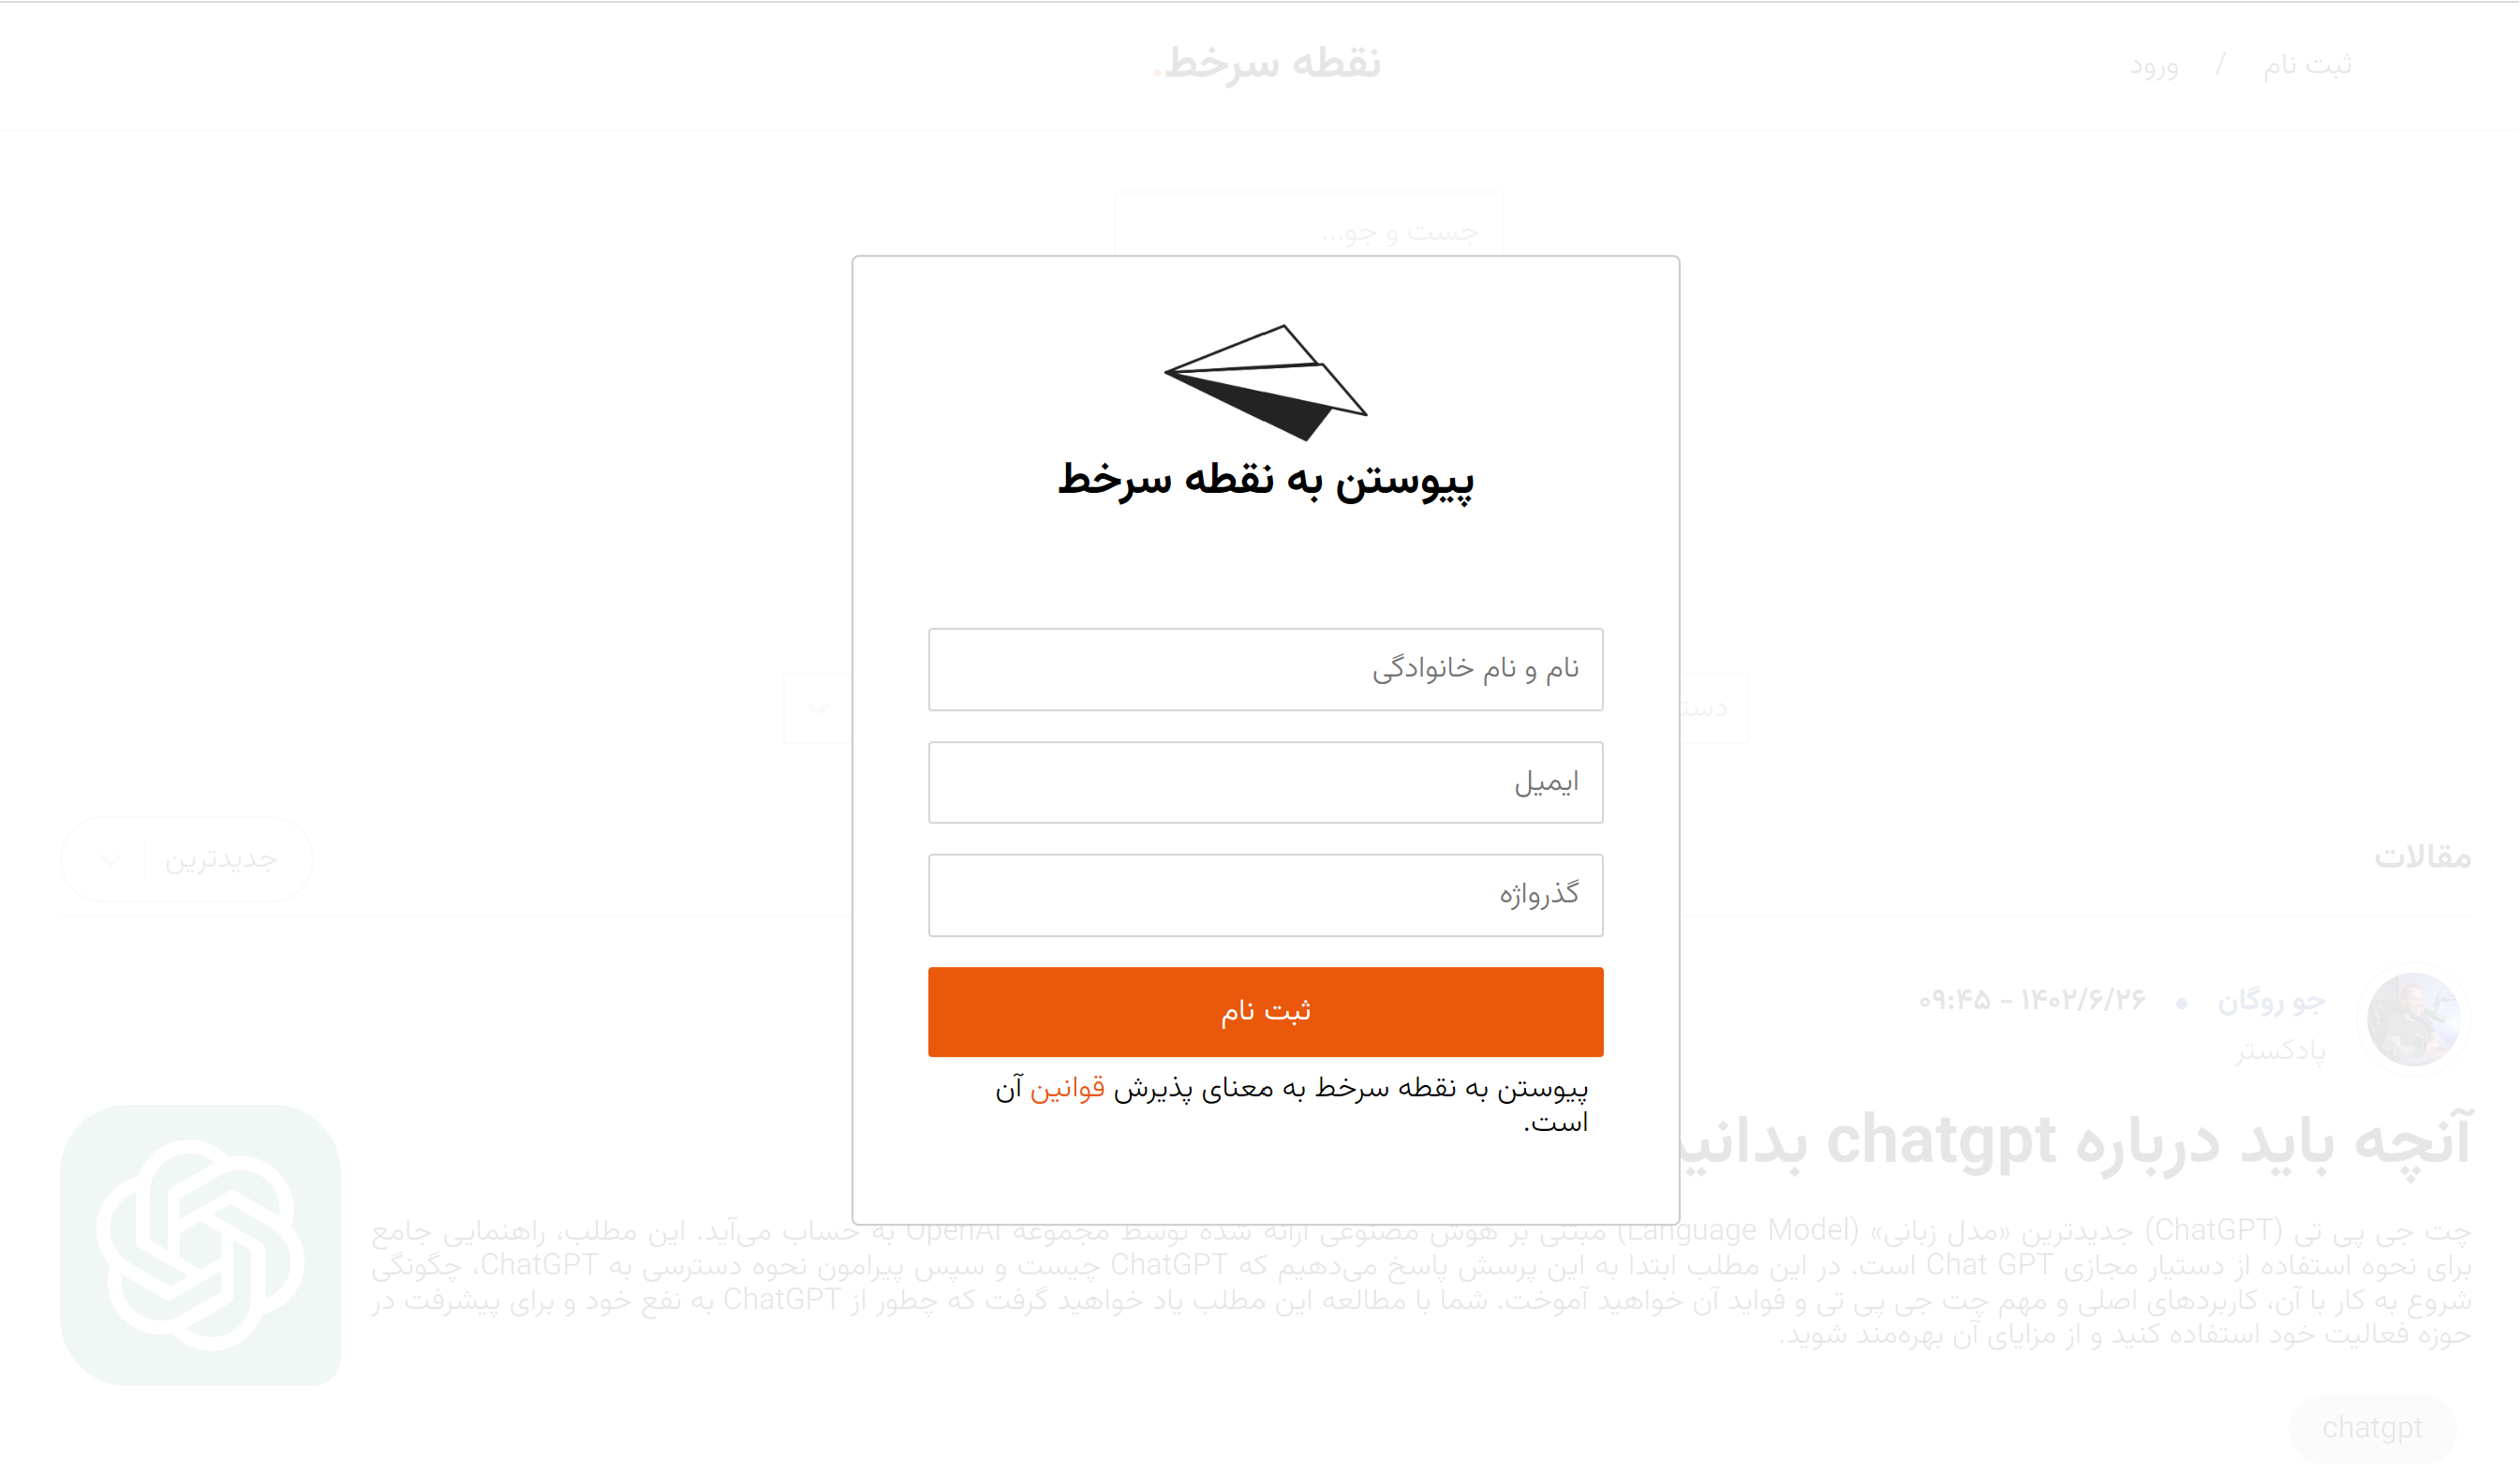 ثبت نام / ورود
نقطه سرخط.
جست و جو...
پیوستن به نقطه سرخط
نام و نام خانوادگی
ایمیل
گذرواژه
ثبت نام
پیوستن به نقطه سرخط به معنای پذیرش قوانین آن
است.
مقالات
جدیدترین
جو روگان • ۱۴۰۲/۶/۲۶ - ۰۹:۴۵
پادکستر
آنچه باید درباره chatgpt بدانید
چت جی پی تی (ChatGPT) جدیدترین «مدل زبانی» (Language Model) مبتنی بر هوش مصنوعی ارائه شده توسط مجموعه OpenAI به حساب می‌آید. این مطلب، راهنمایی جامع
برای نحوه استفاده از دستیار مجازی Chat GPT است. در این مطلب ابتدا به این پرسش پاسخ می‌دهیم که ChatGPT چیست و سپس پیرامون نحوه دسترسی به ChatGPT، چگونگی
شروع به کار با آن، کاربردهای اصلی و مهم چت جی پی تی و فواید آن خواهید آموخت. شما با مطالعه این مطلب یاد خواهید گرفت که چطور از ChatGPT به نفع خود و برای پیشرفت در
حوزه فعالیت خود استفاده کنید و از مزایای آن بهره‌مند شوید.
chatgpt